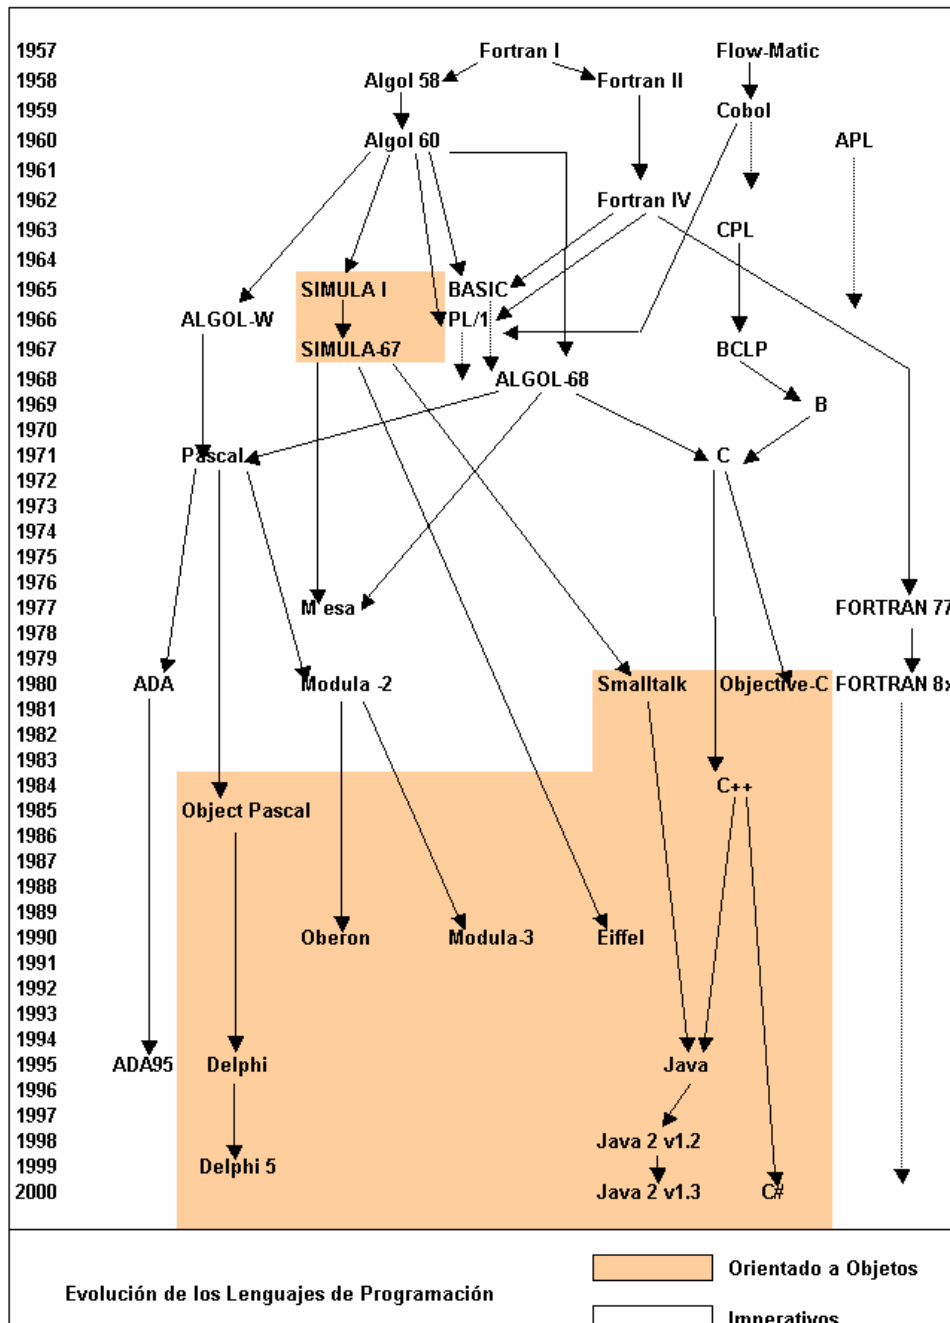 1957 Fortran I Flow-Matic
1958 Algol 58 Fortran II
1959 Cobol
1960 Algol 60 APL
1961
1962 Fortran IV
1963 CPL
1964
1965 SIMULA I BASIC
1966 ALGOL-W PL/1
1967 SIMULA-67 BCLP
1968 ALGOL-68
1969 B
1970
1971 Pascal C
1972
1973
1974
1975
1976
1977 Mesa FORTRAN 77
1978
1979
1980 ADA Modula -2 Smalltalk Objective-C FORTRAN 8x
1981
1982
1983
1984 C++
1985 Object Pascal
1986
1987
1988
1989
1990 Oberon Modula-3 Eiffel
1991
1992
1993
1994
1995 ADA95 Delphi Java
1996
1997
1998 Java 2 v1.2
1999 Delphi 5
2000 Java 2 v1.3 C#
Orientado a Objetos
Evolución de los Lenguajes de Programación
Imperativos